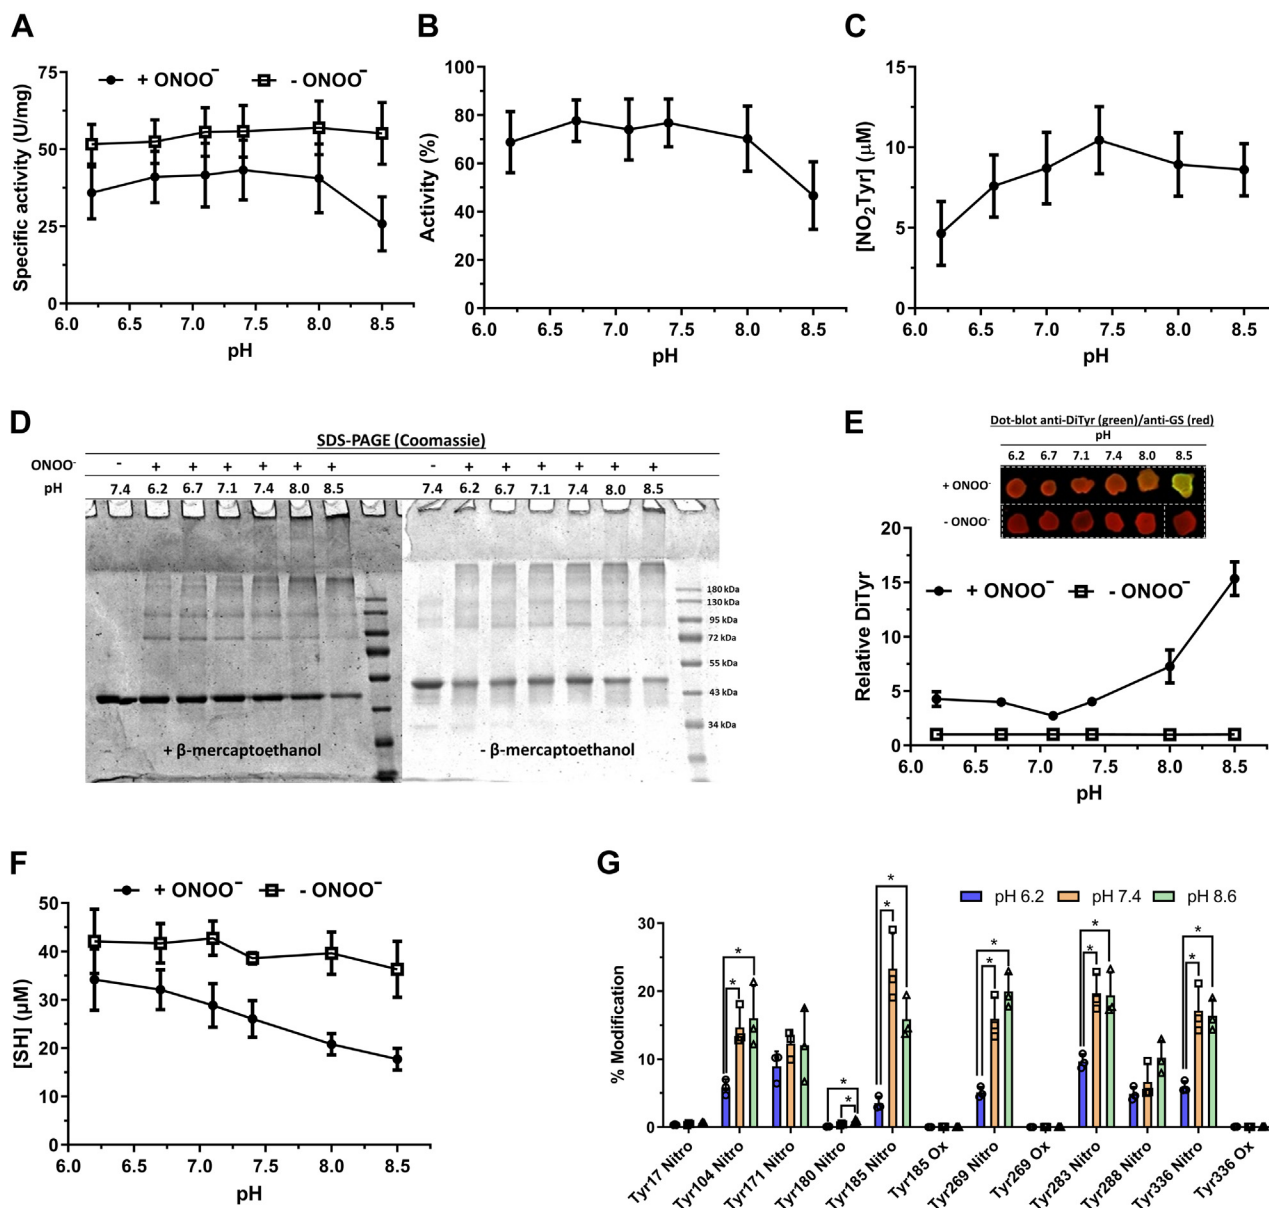 A
+ ONOO⁻
- ONOO⁻
Specific activity (U/mg)
75
50
25
0
6.0 6.5 7.0 7.5 8.0 8.5
pH
B
Activity (%)
100
80
60
40
20
0
6.0 6.5 7.0 7.5 8.0 8.5
pH
C
[NO₂Tyr] (µM)
15
10
5
0
6.0 6.5 7.0 7.5 8.0 8.5
pH
D
SDS-PAGE (Coomassie)
ONOO⁻ - + + + + + + - + + + + + +
pH 7.4 6.2 6.7 7.1 7.4 8.0 8.5 7.4 6.2 6.7 7.1 7.4 8.0 8.5
180 kDa
130 kDa
95 kDa
72 kDa
55 kDa
43 kDa
34 kDa
+ β-mercaptoethanol
- β-mercaptoethanol
E
Dot-blot anti-DiTyr (green)/anti-GS (red)
pH
6.2 6.7 7.1 7.4 8.0 8.5
+ ONOO⁻
- ONOO⁻
+ ONOO⁻
- ONOO⁻
Relative DiTyr
20
15
10
5
0
6.0 6.5 7.0 7.5 8.0 8.5
pH
F
+ ONOO⁻
- ONOO⁻
[SH] (µM)
50
40
30
20
10
0
6.0 6.5 7.0 7.5 8.0 8.5
pH
G
pH 6.2
pH 7.4
pH 8.6
% Modification
30
20
10
0
* *
* *
* *
* *
* *
* *
Tyr17 Nitro
Tyr104 Nitro
Tyr171 Nitro
Tyr180 Nitro
Tyr185 Nitro
Tyr185 Ox
Tyr269 Nitro
Tyr269 Ox
Tyr283 Nitro
Tyr288 Nitro
Tyr336 Nitro
Tyr336 Ox